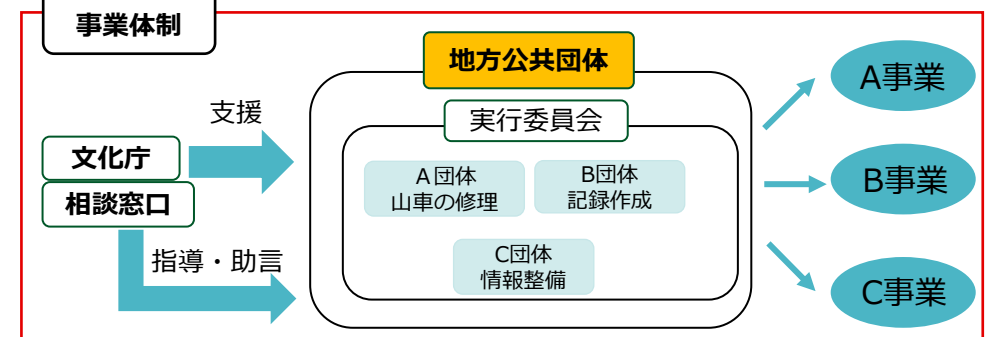 事業体制
地方公共団体
実行委員会
支援
文化庁
相談窓口
指導・助言
A団体
山車の修理
B団体
記録作成
C団体
情報整備
A事業
B事業
C事業